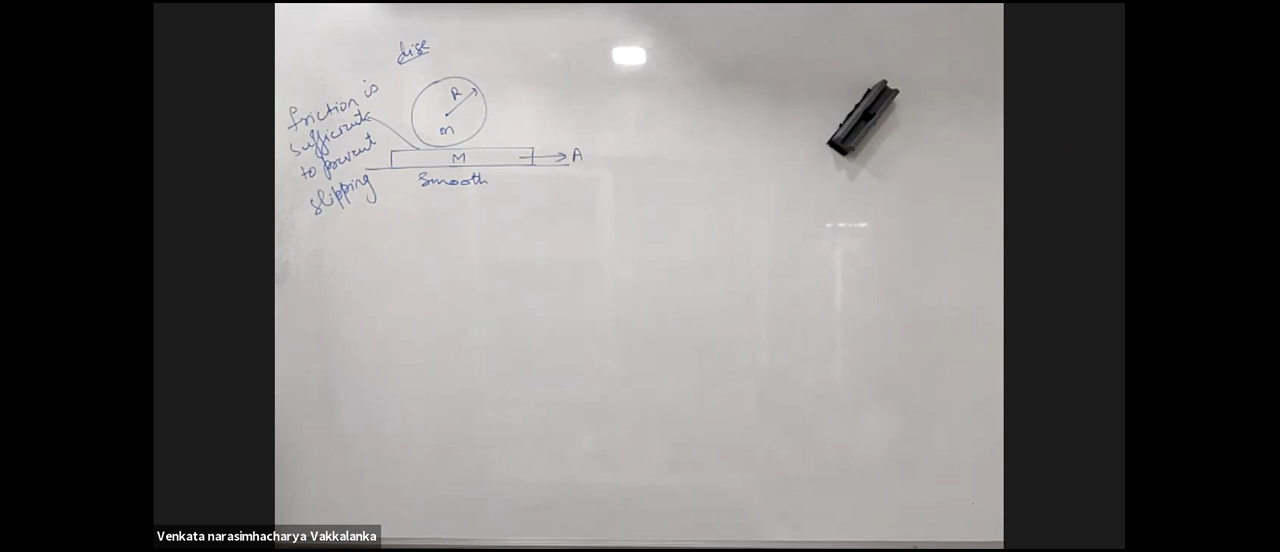 disc
R
friction is
sufficient
m
to prevent
M
A
slipping
Smooth
Venkata narasimhacharya Vakkalanka